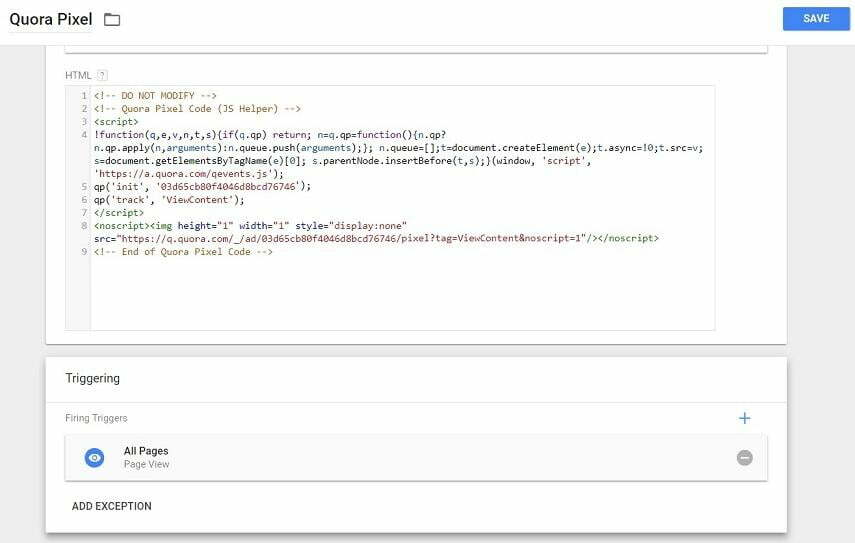 Quora Pixel
SAVE
HTML ?
1 <!-- DO NOT MODIFY -->
2 <!-- Quora Pixel Code (JS Helper) -->
3 <script>
4 !function(q,e,v,n,t,s){if(q.qp) return; n=q.qp=function(){n.qp?
n.qp.apply(n,arguments):n.queue.push(arguments);}; n.queue=[];t=document.createElement(e);t.async=!0;t.src=v;
s=document.getElementsByTagName(e)[0]; s.parentNode.insertBefore(t,s);}(window, 'script',
'https://a.quora.com/qevents.js');
5 qp('init', '03d65cb80f4046d8bcd76746');
6 qp('track', 'ViewContent');
7 </script>
8 <noscript><img height="1" width="1" style="display:none"
src="https://q.quora.com/_/ad/03d65cb80f4046d8bcd76746/pixel?tag=ViewContent&noscript=1"/></noscript>
9 <!-- End of Quora Pixel Code -->
Triggering
Firing Triggers
All Pages
Page View
ADD EXCEPTION